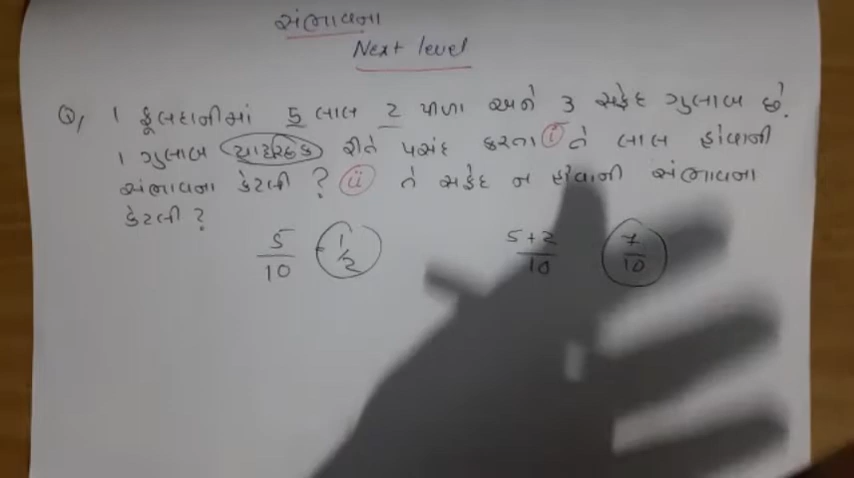 સંભાવના
Next level
Q, 1 ફૂલદાનીમાં 5 લાલ 2 પીળા અને 3 સફેદ ગુલાબ છે.
1 ગુલાબ યાદચ્છિક રીતે પસંદ કરતા (i) તે લાલ હોવાની
સંભાવના કેટલી ? (ii) તે સફેદ ન હોવાની સંભાવના
કેટલી ?
5/10 = 1/2 5+2/10 7/10